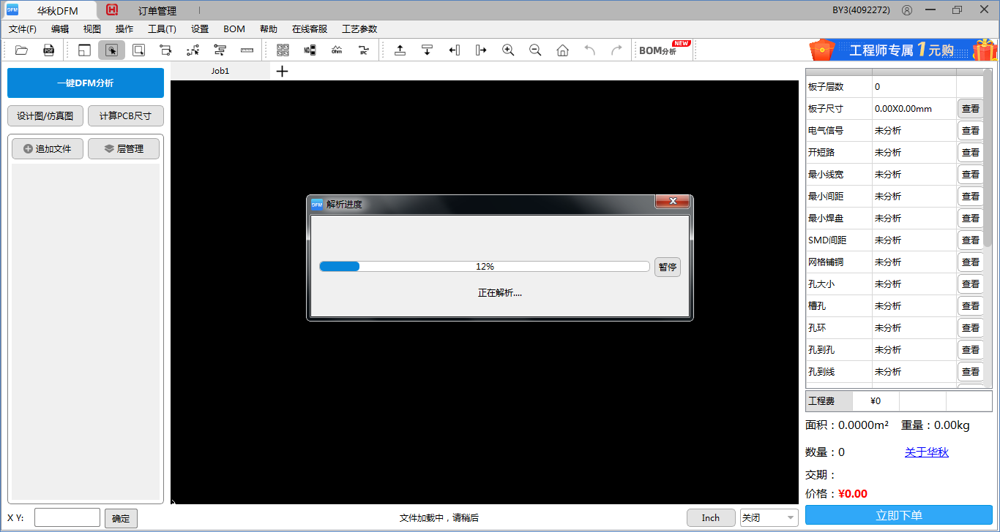 DFM 华秋DFM H 订单管理 BY3(4092272)
文件(F) 编辑 视图 操作 工具(T) 设置 BOM 帮助 在线客服 工艺参数
PDF NO. Ohm IPC BOM分析 NEW 工程师专属1元购
一键DFM分析
设计图/仿真图 计算PCB尺寸
追加文件 层管理
Job1
DFM 解析进度
12% 暂停
正在解析....
板子层数 0
板子尺寸 0.00X0.00mm 查看
电气信号 未分析 查看
开短路 未分析 查看
最小线宽 未分析 查看
最小间距 未分析 查看
最小焊盘 未分析 查看
SMD间距 未分析 查看
网格铺铜 未分析 查看
孔大小 未分析 查看
槽孔 未分析 查看
孔环 未分析 查看
孔到孔 未分析 查看
孔到线 未分析 查看
工程费 ¥0
面积：0.0000m² 重量：0.00kg
数量：0 关于华秋
交期：
价格：¥0.00
立即下单
X Y: 确定 文件加载中，请稍后 Inch 关闭